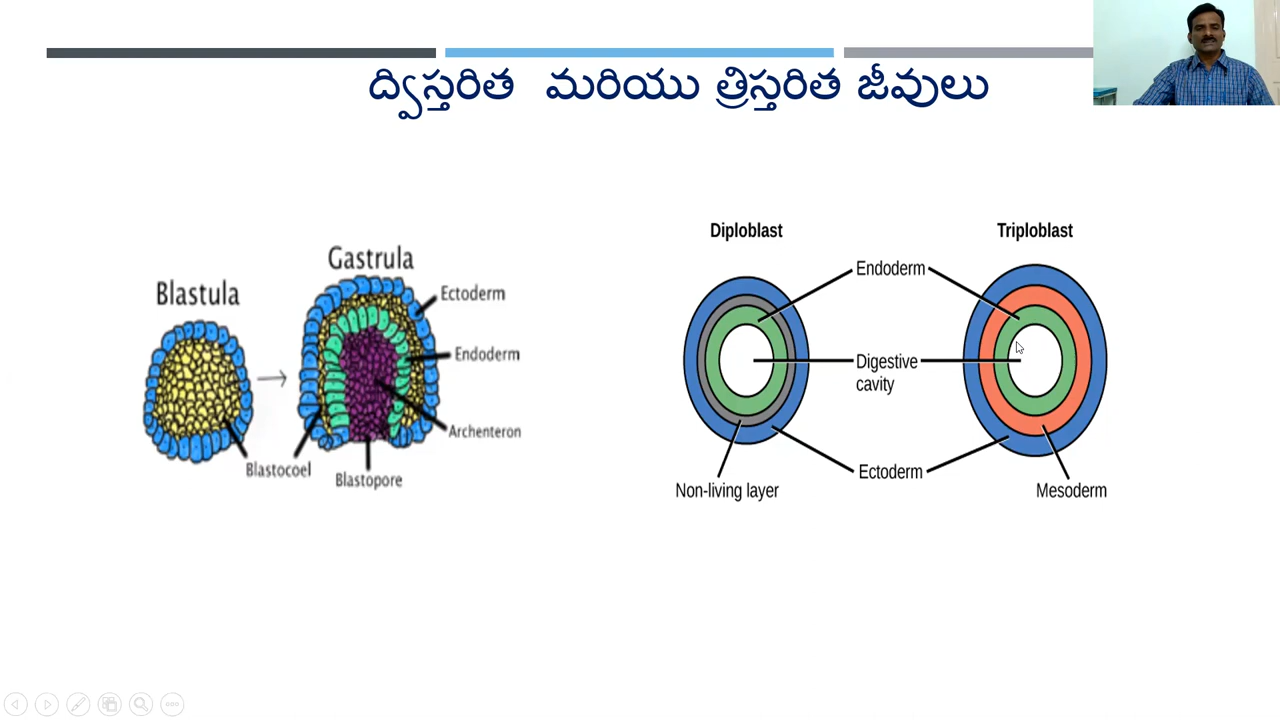 ద్విస్తరిత మరియు త్రిస్తరిత జీవులు
Blastula
Gastrula
Ectoderm
Endoderm
Archenteron
Blastocoel
Blastopore
Diploblast
Triploblast
Endoderm
Digestive
cavity
Ectoderm
Non-living layer
Mesoderm